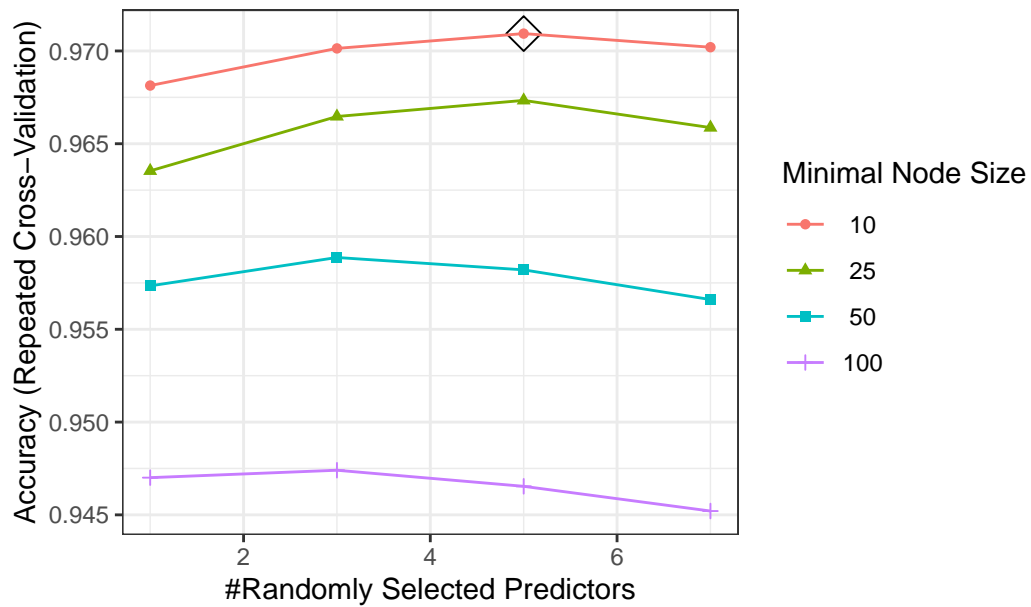 Accuracy (Repeated Cross−Validation)
0.970
0.965
0.960
0.955
0.950
0.945
2 4 6
#Randomly Selected Predictors
Minimal Node Size
10
25
50
100